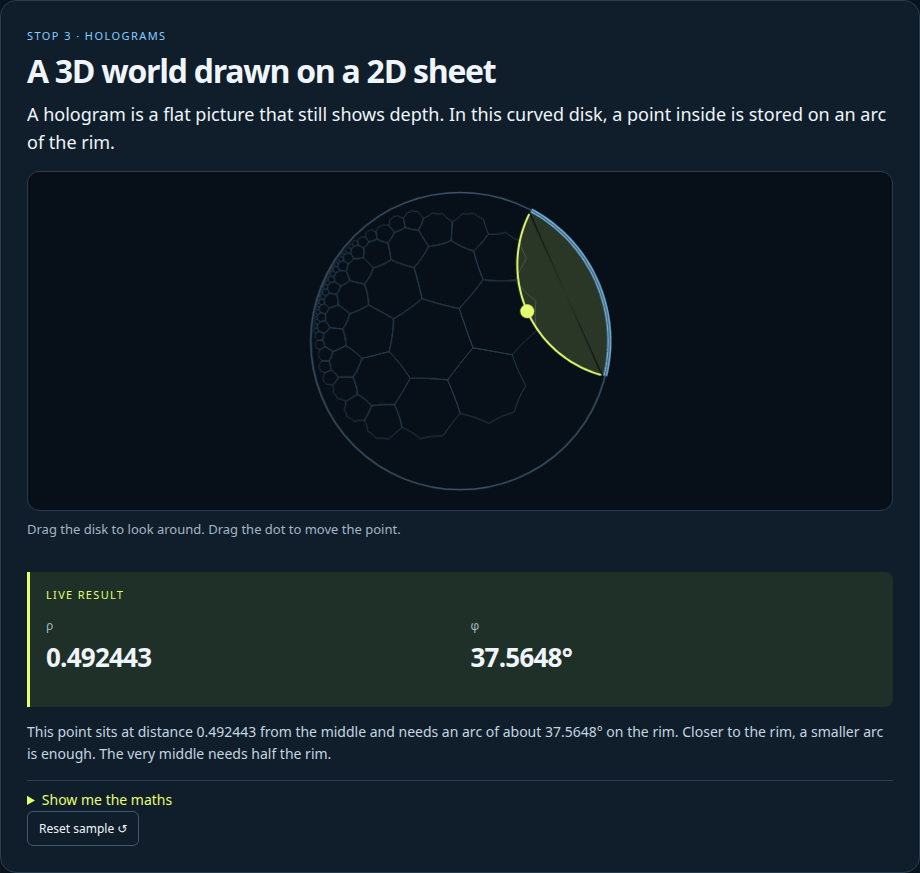 STOP 3 · HOLOGRAMS
A 3D world drawn on a 2D sheet
A hologram is a flat picture that still shows depth. In this curved disk, a point inside is stored on an arc
of the rim.
Drag the disk to look around. Drag the dot to move the point.
LIVE RESULT
ρ
φ
0.492443
37.5648°
This point sits at distance 0.492443 from the middle and needs an arc of about 37.5648° on the rim. Closer to the rim, a smaller arc
is enough. The very middle needs half the rim.
▶ Show me the maths
Reset sample ↺